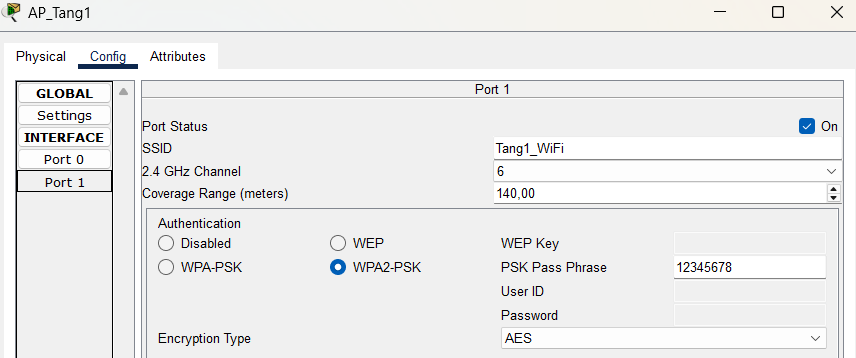 AP_Tang1
Physical Config Attributes
GLOBAL
Settings
INTERFACE
Port 0
Port 1
Port 1
Port Status On
SSID Tang1_WiFi
2.4 GHz Channel 6
Coverage Range (meters) 140,00
Authentication
Disabled WEP WEP Key
WPA-PSK WPA2-PSK PSK Pass Phrase 12345678
User ID
Password
Encryption Type AES